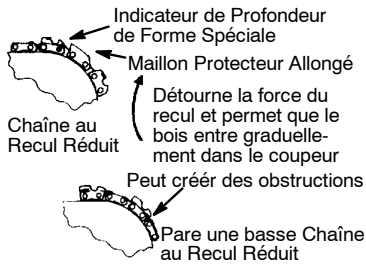 Indicateur de Profondeur
de Forme Spéciale
Maillon Protecteur Allongé
Détourne la force du
recul et permet que le
bois entre graduelle-
ment dans le coupeur
Chaîne au
Recul Réduit
Peut créér des obstructions
Pare une basse Chaîne
au Recul Réduit